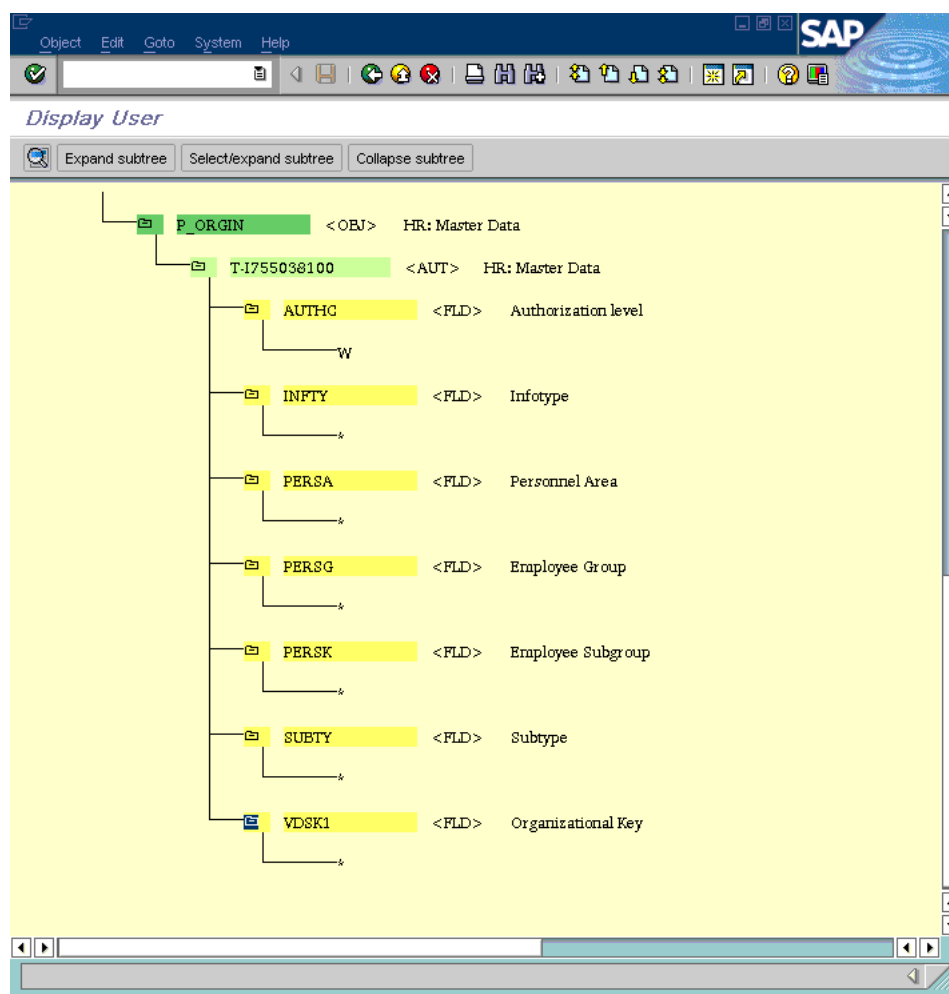 Object Edit Goto System Help
SAP
Display User
Expand subtree Select/expand subtree Collapse subtree
P_ORGIN <OBJ> HR: Master Data
T-I755038100 <AUT> HR: Master Data
AUTHC <FLD> Authorization level
W
INFTY <FLD> Infotype
*
PERSA <FLD> Personnel Area
*
PERSG <FLD> Employee Group
*
PERSK <FLD> Employee Subgroup
*
SUBTY <FLD> Subtype
*
VDSK1 <FLD> Organizational Key
*